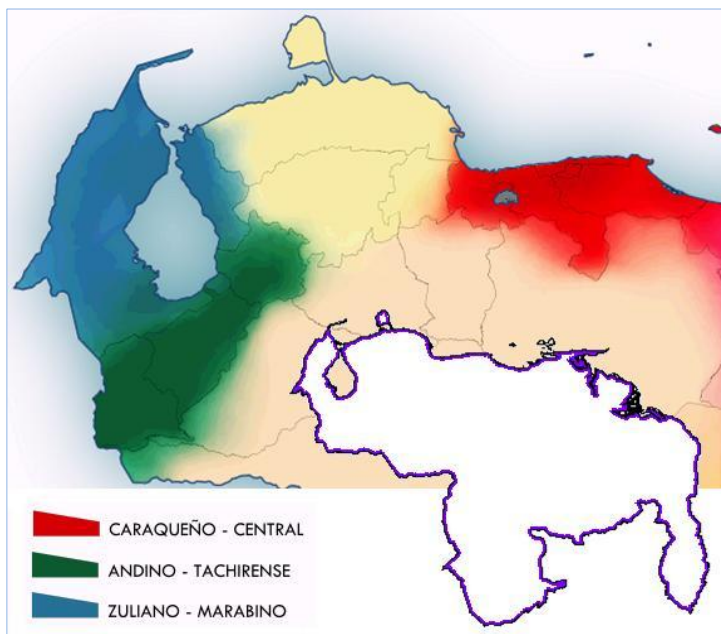 CARAQUEÑO - CENTRAL
ANDINO - TACHIRENSE
ZULIANO - MARABINO